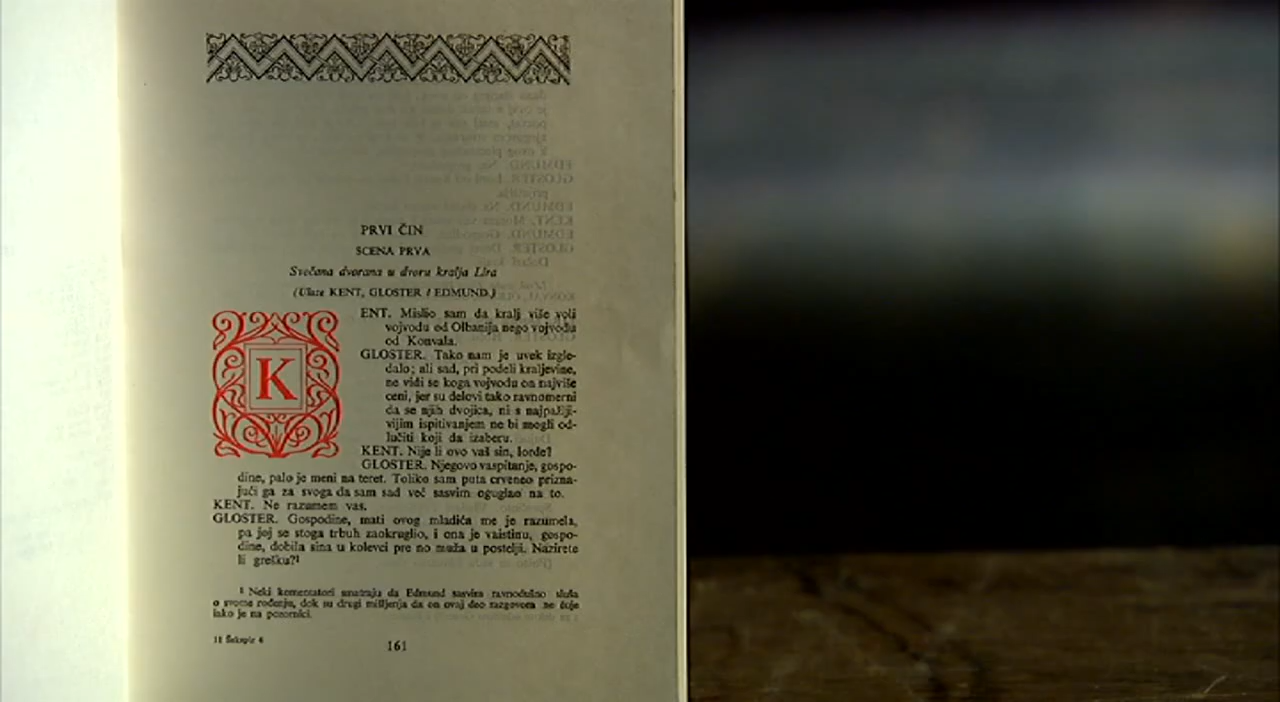 PRVI ČIN
SCENA PRVA
Svečana dvorana u dvoru kralja Lira
(Ulaze KENT, GLOSTER i EDMUND.)
KENT. Mislio sam da kralj više voli
vojvodu od Olbanija nego vojvodu
od Konvala.
GLOSTER. Tako nam je uvek izgle-
dalo; ali sad, pri podeli kraljevine,
ne vidi se koga vojvodu on najviše
ceni, jer su delovi tako ravnomerni
da se njih dvojica, ni s najpažlji-
vijim ispitivanjem ne bi mogli od-
lučiti koji da izaberu.
KENT. Nije li ovo vaš sin, lorde?
GLOSTER. Njegovo vaspitanje, gospo-
dine, palo je meni na teret. Toliko sam puta crveneo prizna-
jući ga za svoga da sam sad već sasvim oguglao na to.
KENT. Ne razumem vas.
GLOSTER. Gospodine, mati ovog mladića me je razumela,
pa joj se stoga trbuh zaokruglio, i ona je vaistinu, gospo-
dine, dobila sina u kolevci pre no muža u postelji. Nazirete
li grešku?¹
¹ Neki komentatori smatraju da Edmund sasvim ravnodušno sluša
o svome rođenju, dok su drugi mišljenja da on ovaj deo razgovora ne čuje
iako je na pozornici.
11 Šekspir 6
161